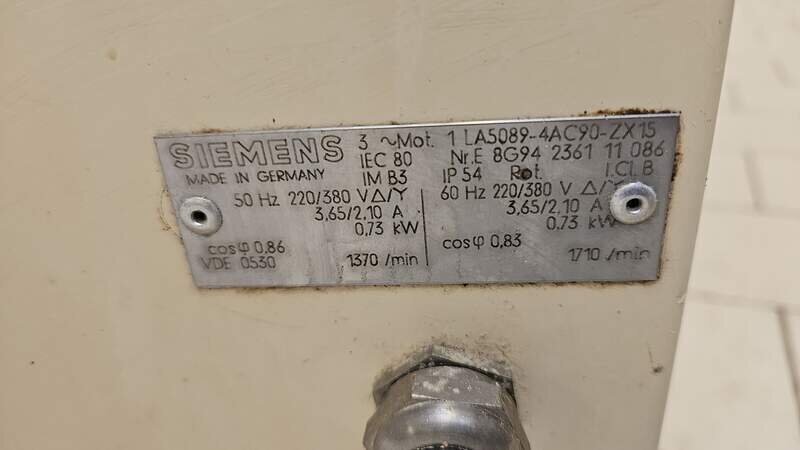 SIEMENS 3 ~Mot. 1 LA5089-4AC90-ZX15
IEC 80 Nr.E 8G94 2361 11 086
MADE IN GERMANY IM B3 IP 54 Rot. I.Cl.B
50 Hz 220/380 V Δ/Y
3,65/2,10 A
0,73 kW
cosφ 0,86
VDE 0530 1370 /min
60 Hz 220/380 V Δ/Y
3,65/2,10 A
0,73 kW
cosφ 0,83
1710 /min